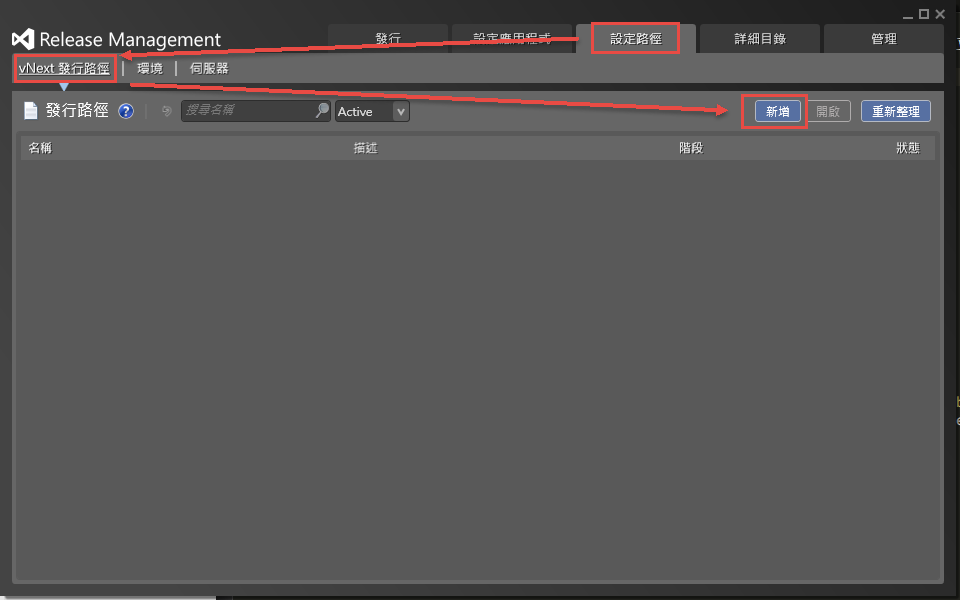 Release Management
發行 設定應用程式 設定路徑 詳細目錄 管理
vNext 發行路徑 | 環境 | 伺服器
發行路徑 ? 搜尋名稱 Active 新增 開啟 重新整理
名稱 描述 階段 狀態